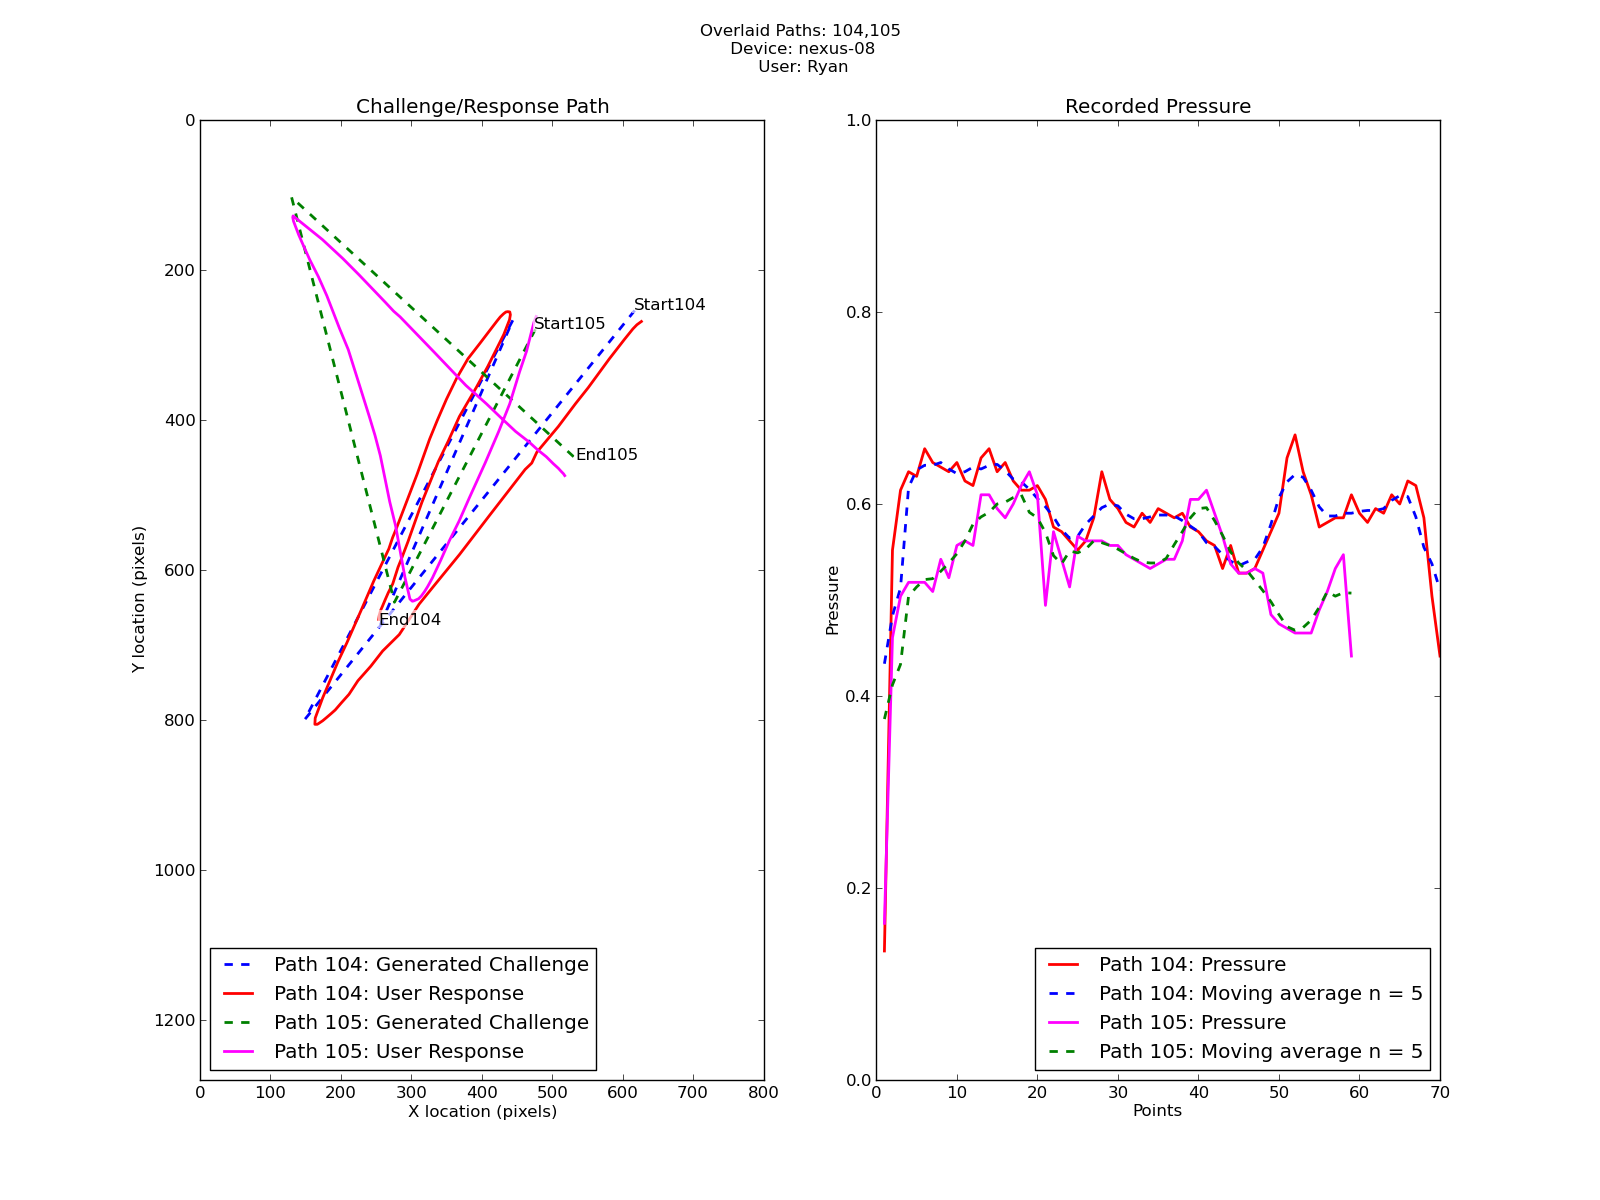 Overlaid Paths: 104,105
Device: nexus-08
User: Ryan
Challenge/Response Path
0
200
400
600
800
1000
1200
Y location (pixels)
Start104
Start105
End105
End104
Path 104: Generated Challenge
Path 104: User Response
Path 105: Generated Challenge
Path 105: User Response
0 100 200 300 400 500 600 700 800
X location (pixels)
Recorded Pressure
1.0
0.8
0.6
0.4
0.2
0.0
Pressure
Path 104: Pressure
Path 104: Moving average n = 5
Path 105: Pressure
Path 105: Moving average n = 5
0 10 20 30 40 50 60 70
Points